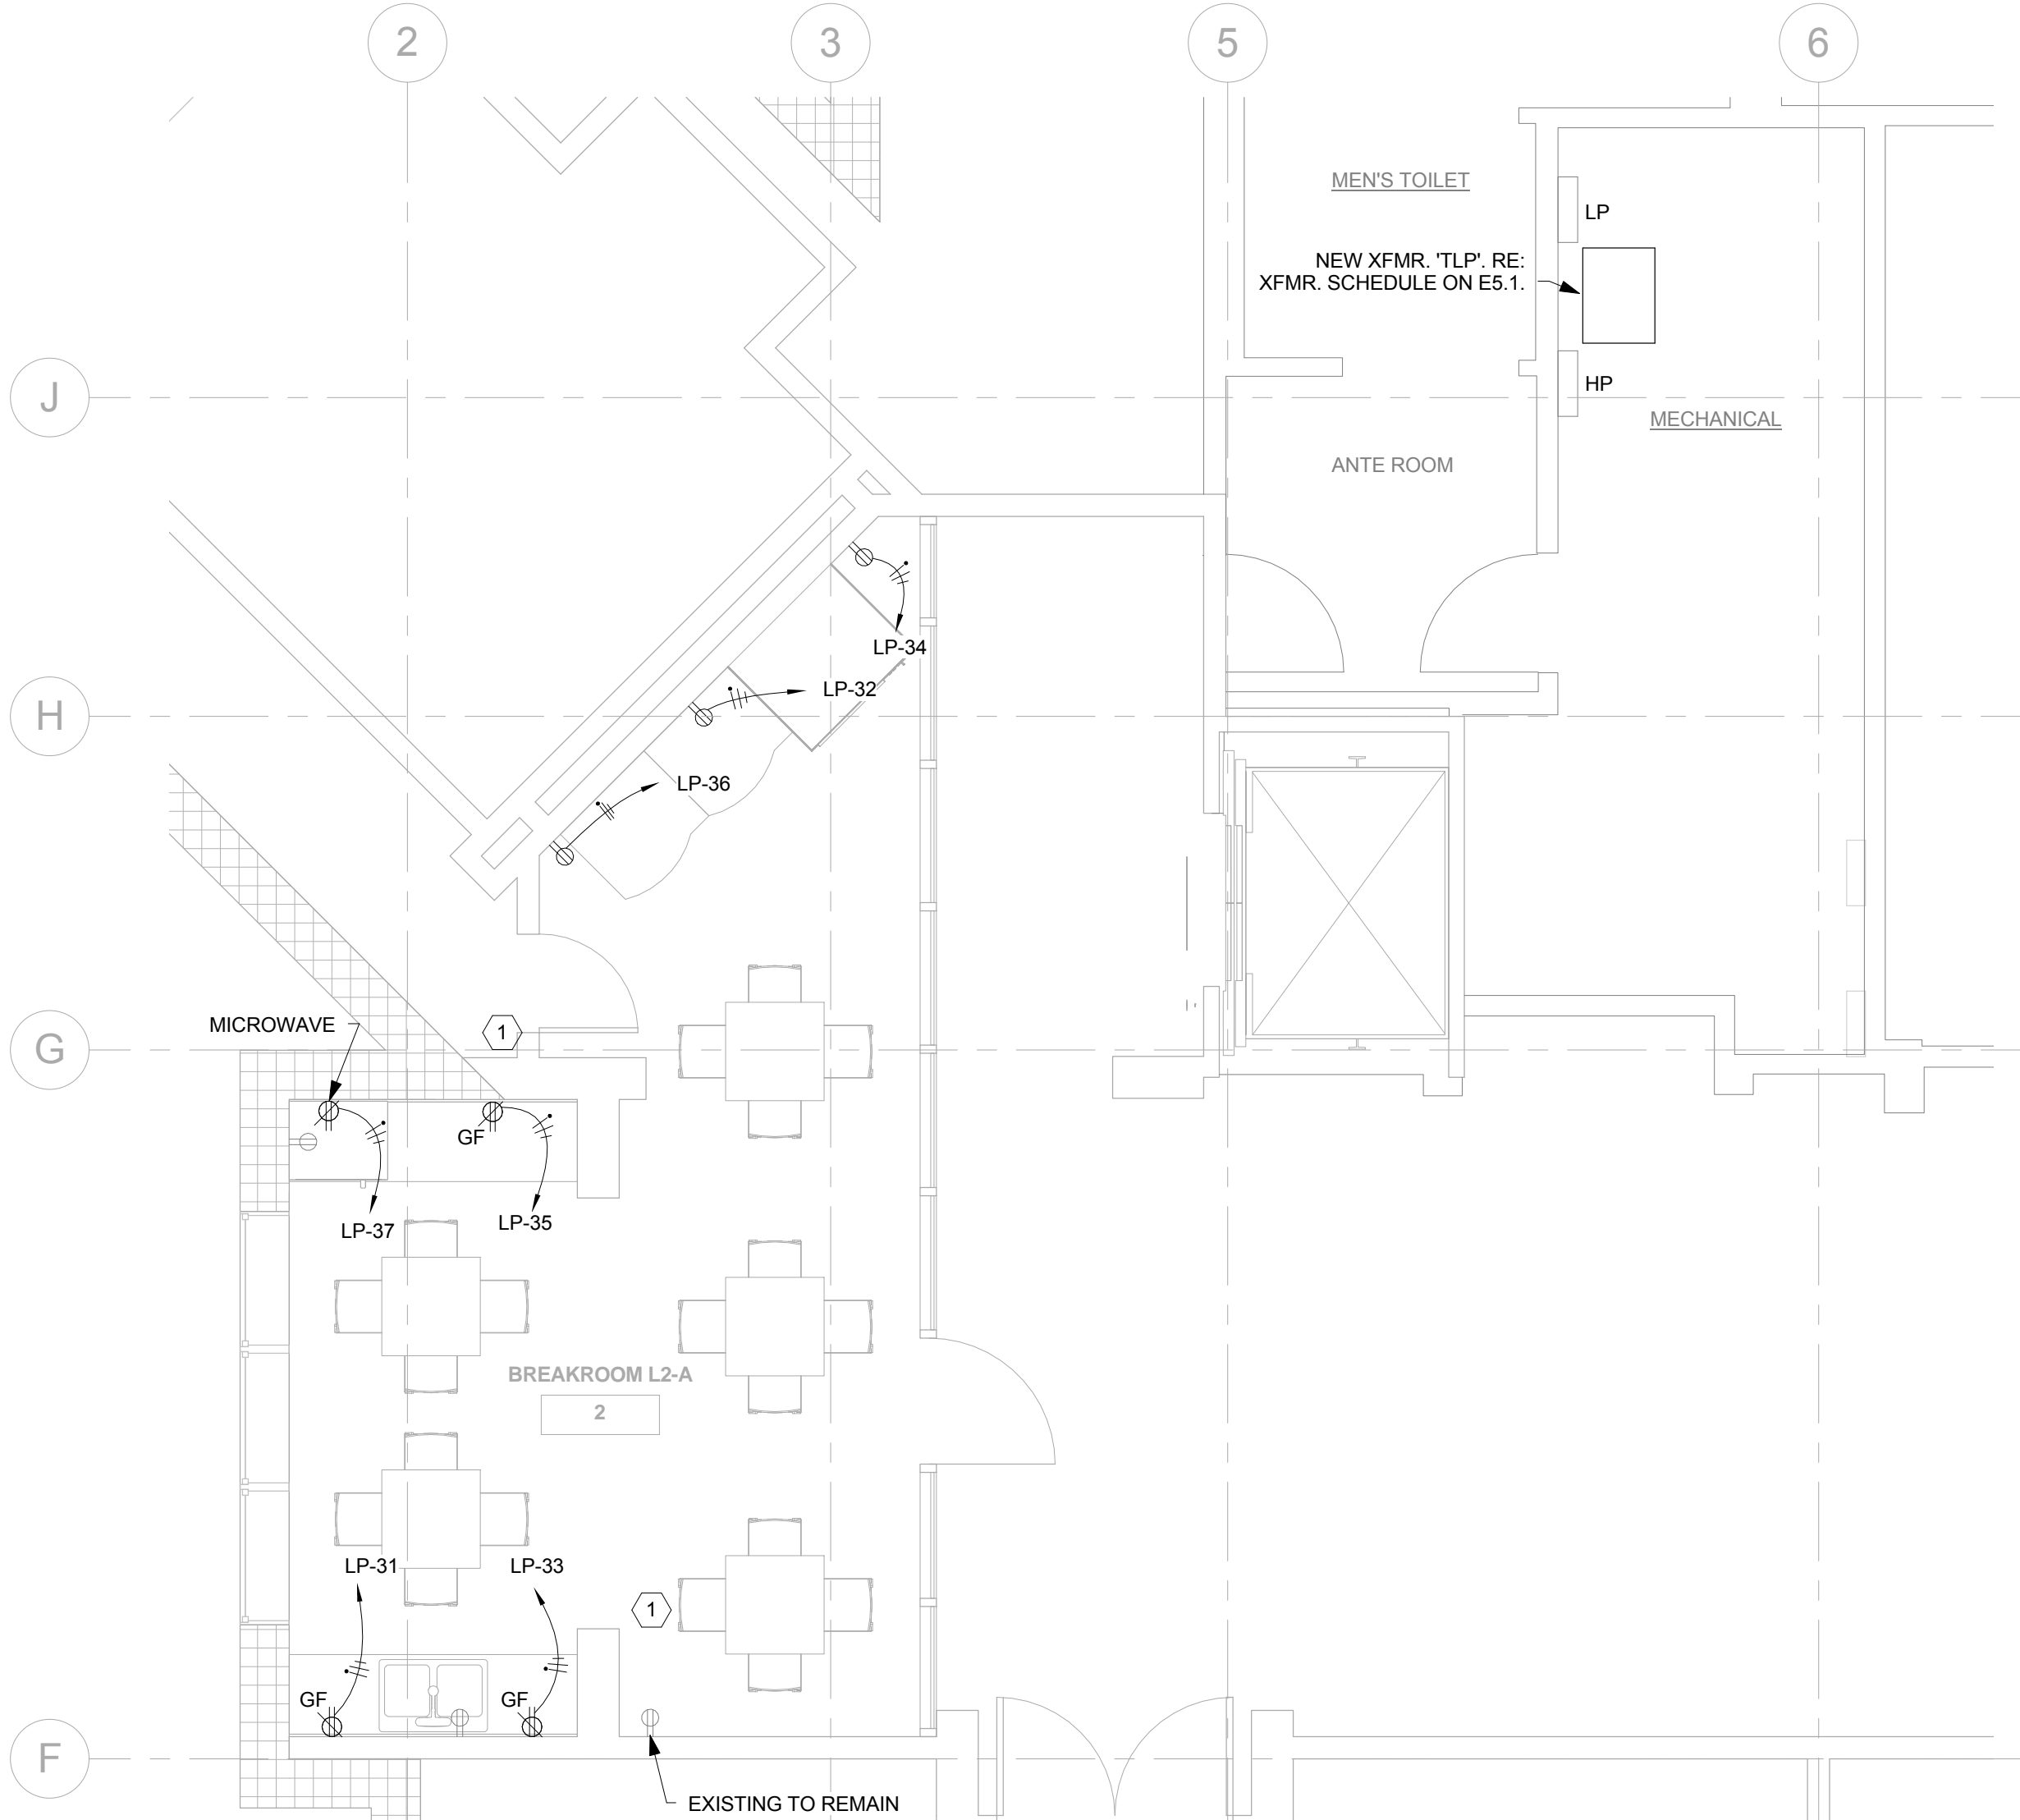 2
3
5
6
MEN'S TOILET
LP
NEW XFMR. 'TLP'. RE:
XFMR. SCHEDULE ON E5.1.
HP
J
MECHANICAL
ANTE ROOM
LP-34
LP-32
H
LP-36
MICROWAVE
1
G
GF
LP-37
LP-35
BREAKROOM L2-A
2
LP-31
LP-33
1
GF
GF
F
EXISTING TO REMAIN